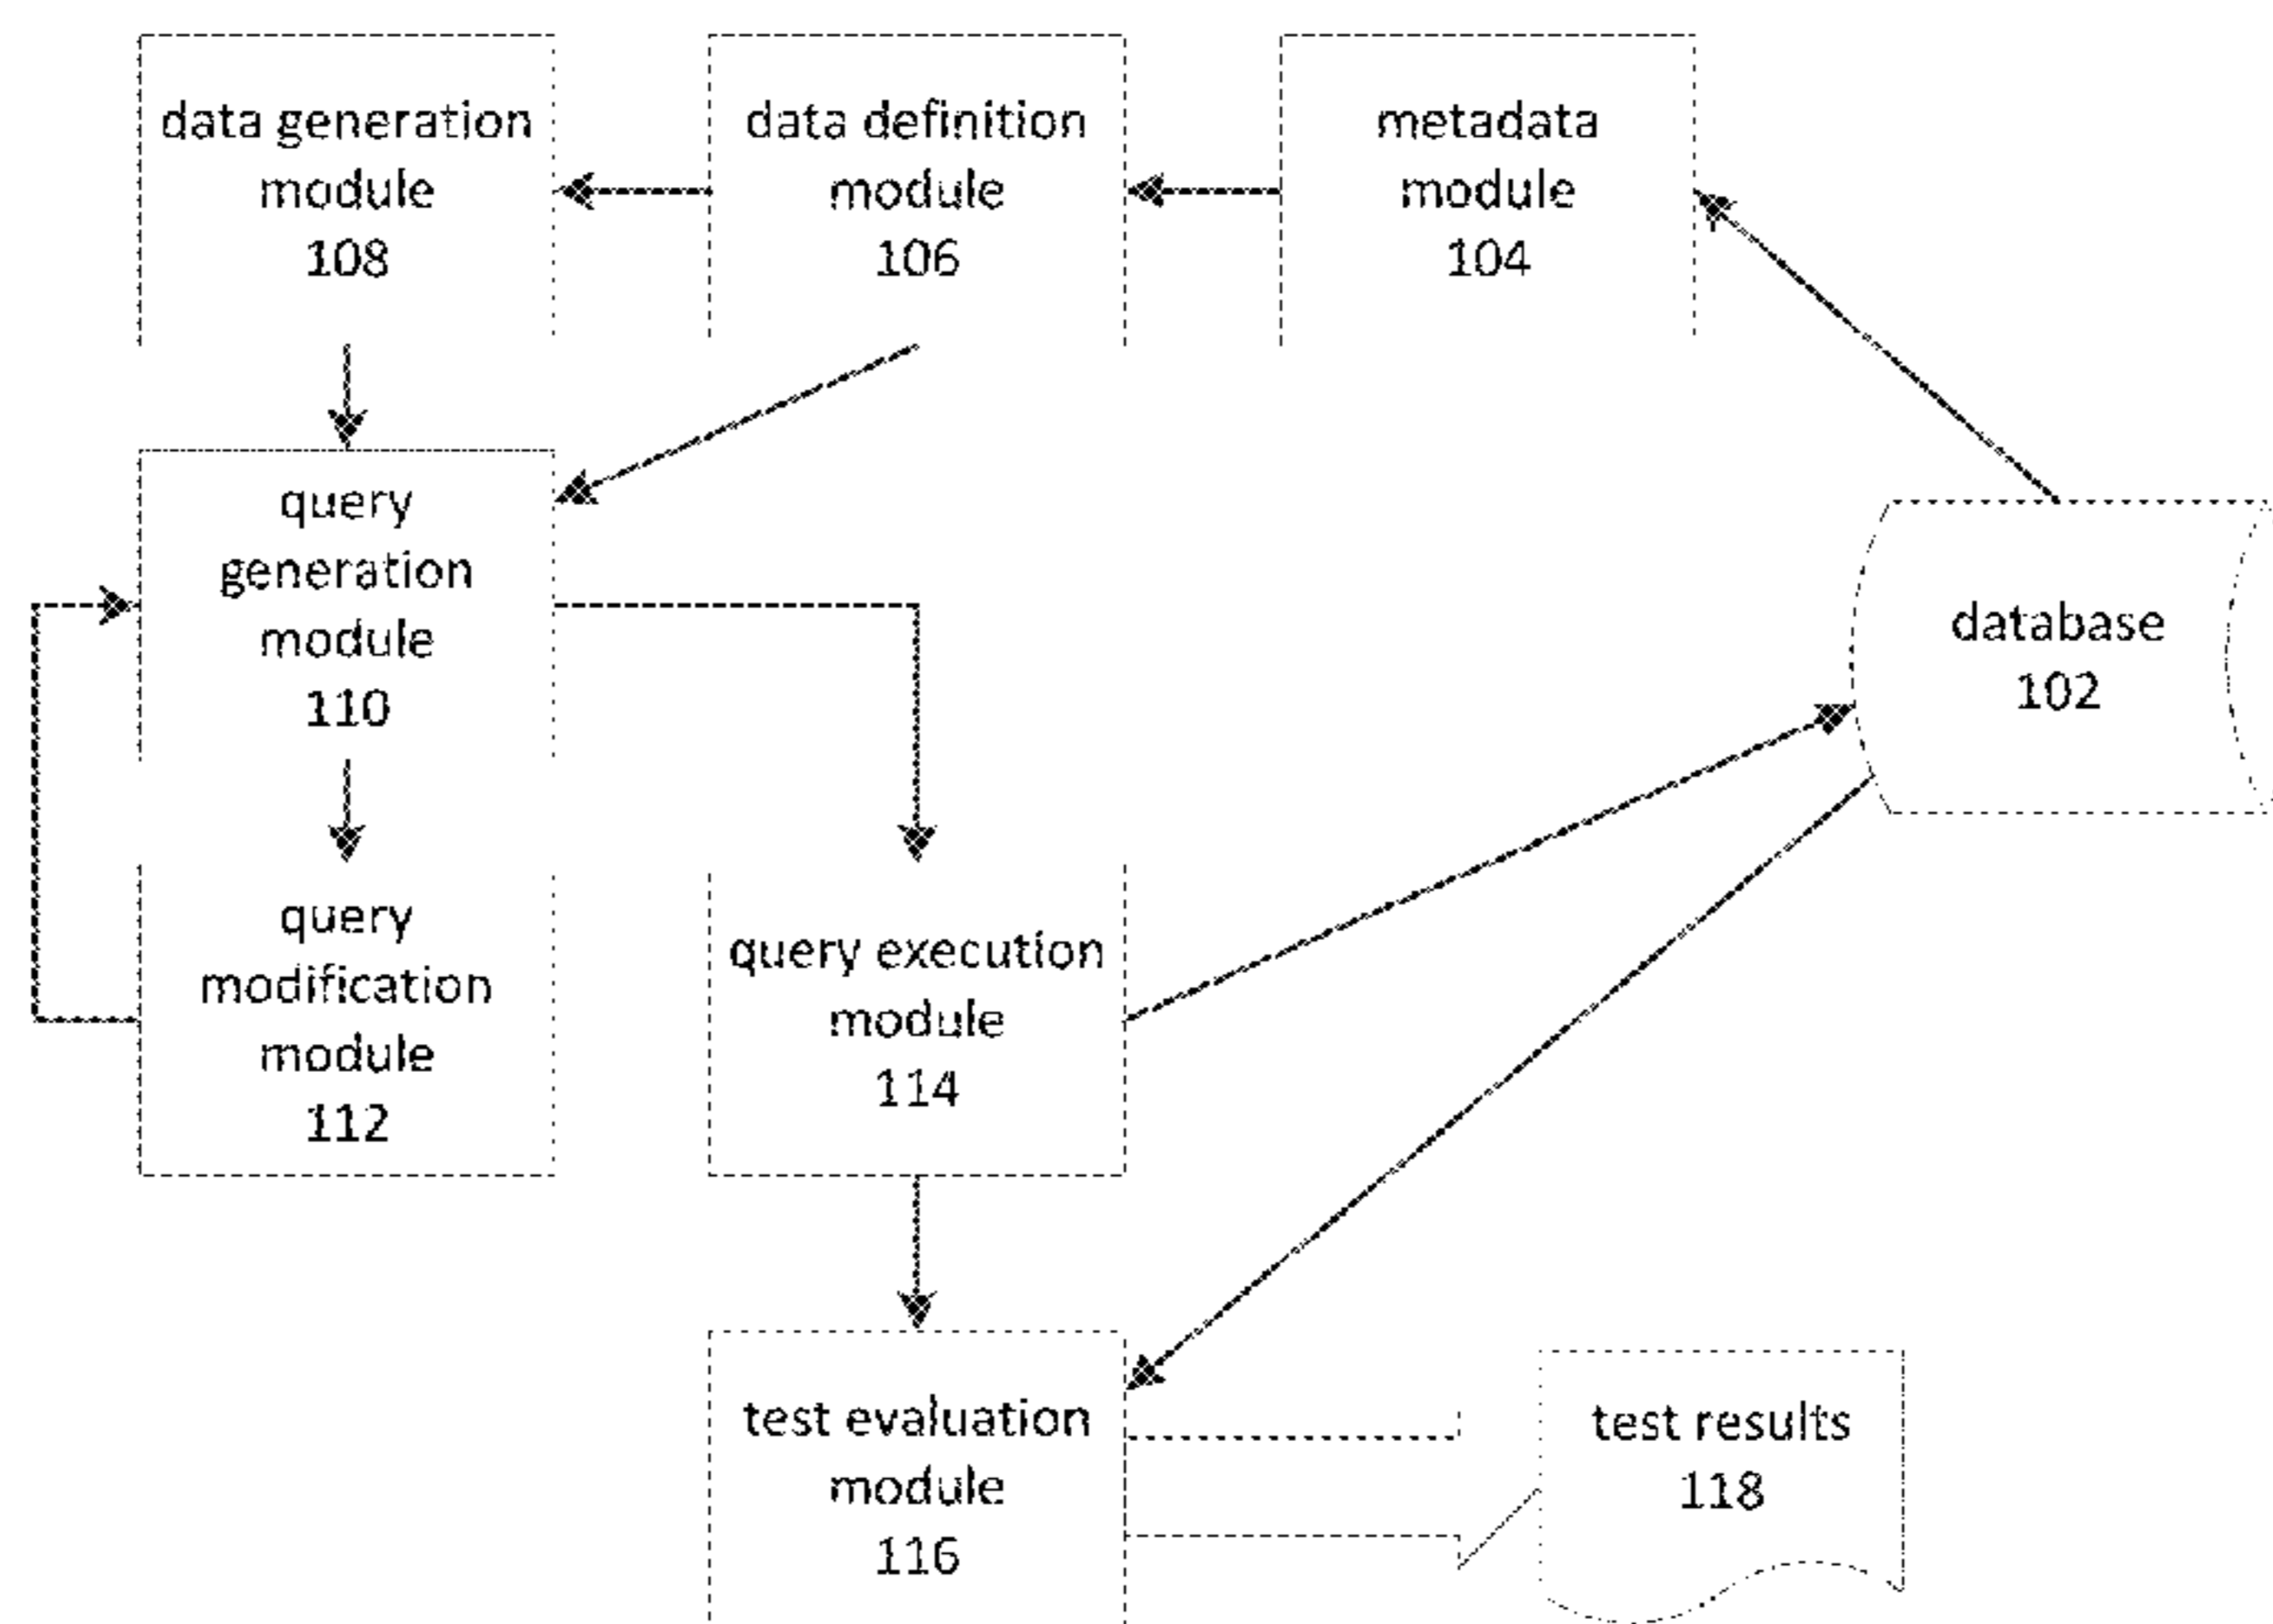 data generation
module
108
data definition
module
106
metadata
module
104
query
generation
module
110
database
102
query
modification
module
112
query execution
module
114
test evaluation
module
116
test results
118